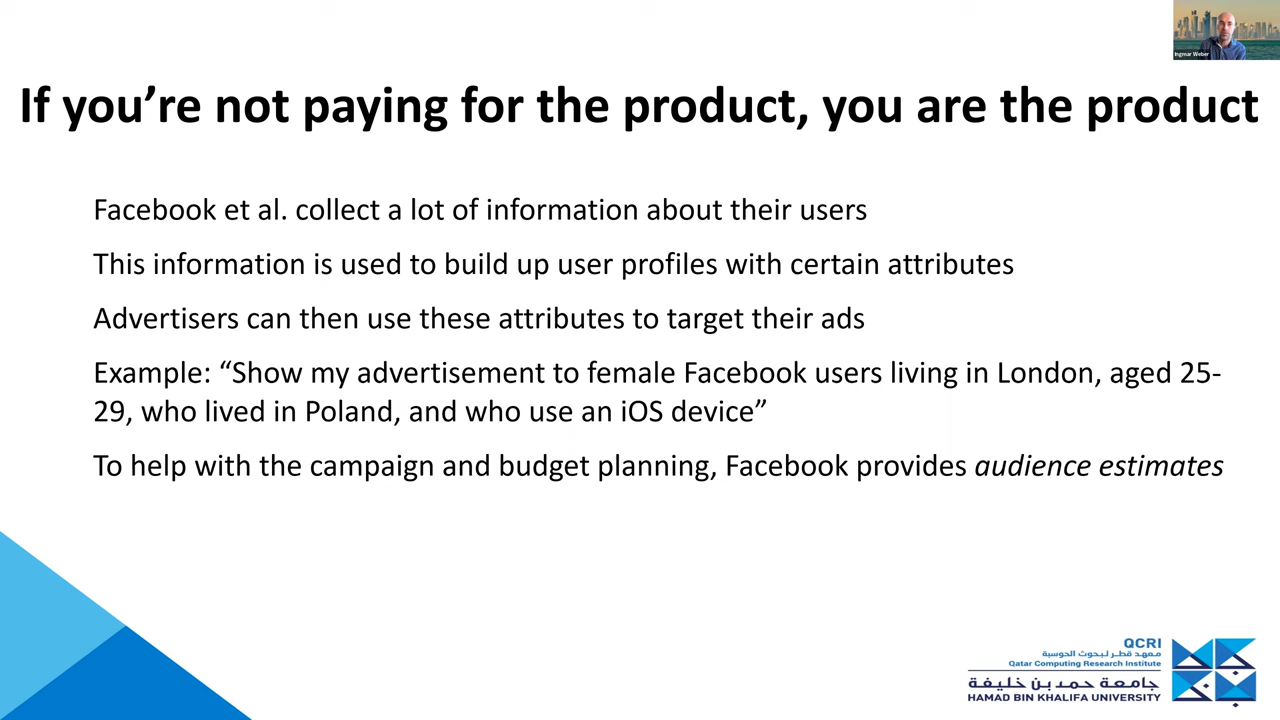 Ingmar Weber
If you’re not paying for the product, you are the product
Facebook et al. collect a lot of information about their users
This information is used to build up user profiles with certain attributes
Advertisers can then use these attributes to target their ads
Example: “Show my advertisement to female Facebook users living in London, aged 25-
29, who lived in Poland, and who use an iOS device”
To help with the campaign and budget planning, Facebook provides audience estimates
QCRI
معهد قطر لبحوث الحوسبة
Qatar Computing Research Institute
جامعة حمد بن خليفة
HAMAD BIN KHALIFA UNIVERSITY